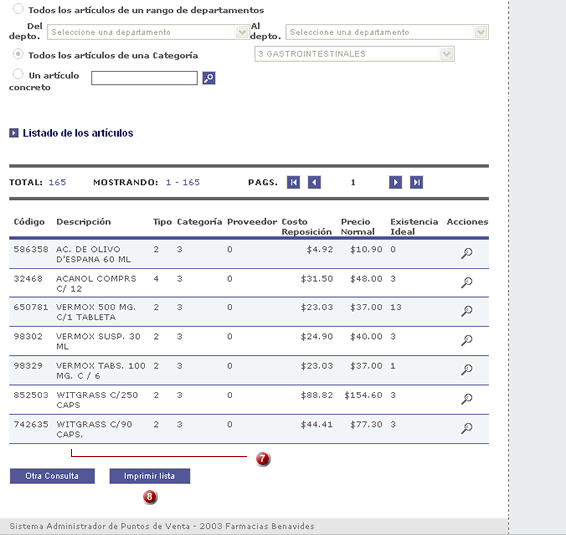 Todos los artículos de un rango de departamentos
Del depto. Seleccione una departamento Al depto. Seleccione una departamento
Todos los artículos de una Categoría 3 GASTROINTESTINALES
Un artículo concreto
Listado de los artículos
TOTAL: 165 MOSTRANDO: 1 - 165 PAGS. 1
Código Descripción Tipo Categoría Proveedor Costo Reposición Precio Normal Existencia Ideal Acciones
586358 AC. DE OLIVO D'ESPANA 60 ML 2 3 0 $4.92 $10.90 0
32468 ACANOL COMPRS C/ 12 4 3 0 $31.50 $48.00 3
650781 VERMOX 500 MG. C/1 TABLETA 2 3 0 $23.03 $37.00 13
98302 VERMOX SUSP. 30 ML 2 3 0 $24.90 $40.00 3
98329 VERMOX TABS. 100 MG. C / 6 2 3 0 $23.03 $37.00 1
852503 WITGRASS C/250 CAPS 2 3 0 $88.82 $154.60 3
742635 WITGRASS C/90 CAPS. 2 3 0 $44.41 $77.30 3
7
Otra Consulta Imprimir lista
8
Sistema Administrador de Puntos de Venta - 2003 Farmacias Benavides